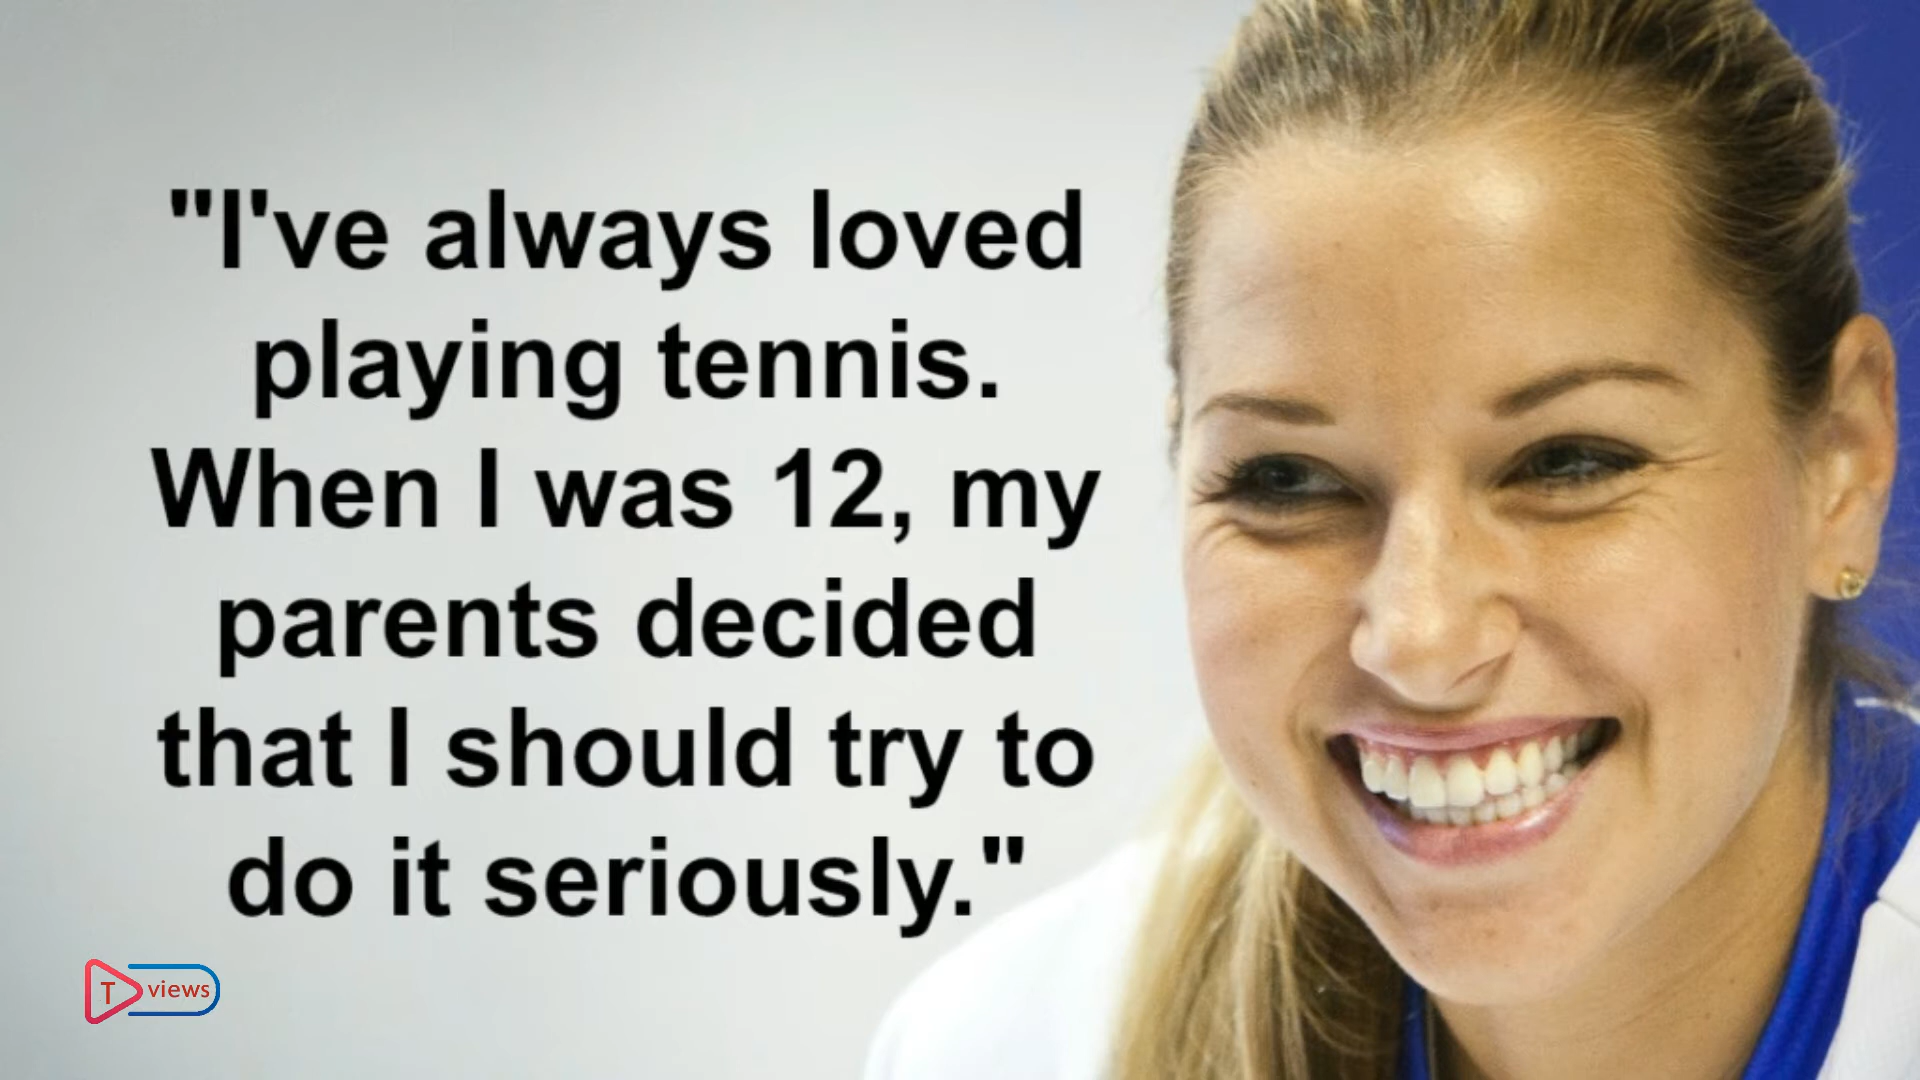 "I've always loved
playing tennis.
When I was 12, my
parents decided
that I should try to
do it seriously."
T views